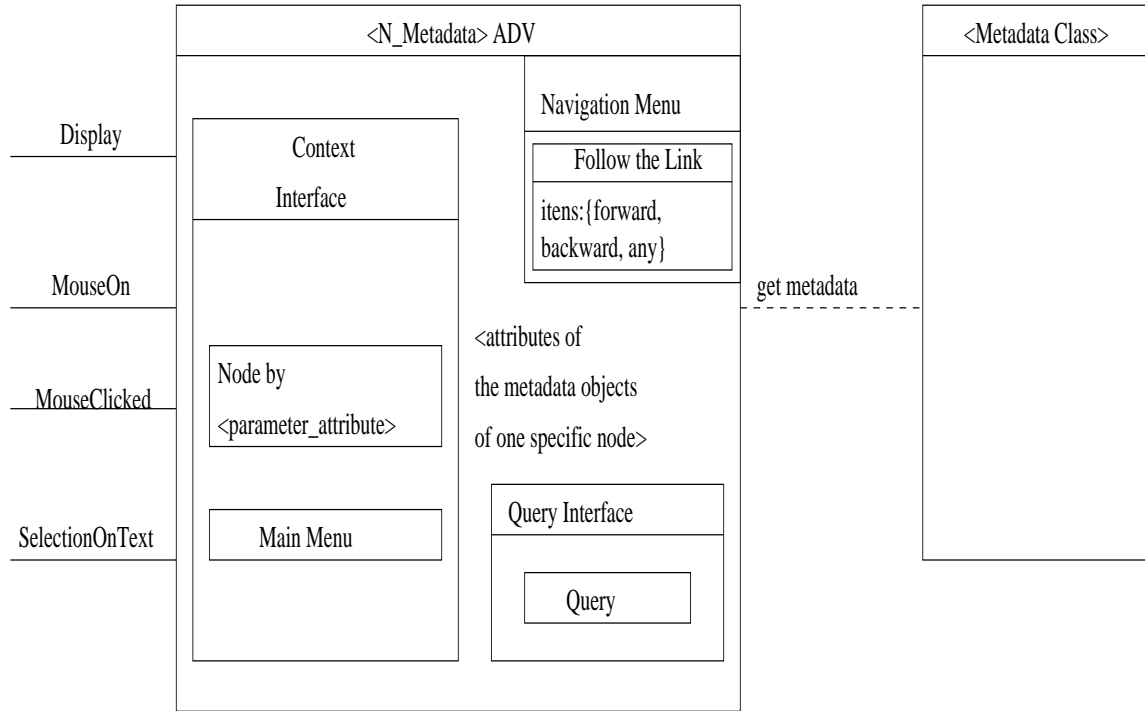 <N_Metadata> ADV
<Metadata Class>
Display
MouseOn
MouseClicked
SelectionOnText
Context
Interface
Node by
<parameter_attribute>
Main Menu
Navigation Menu
Follow the Link
itens:{forward,
backward, any}
<attributes of
the metadata objects
of one specific node>
Query Interface
Query
get metadata